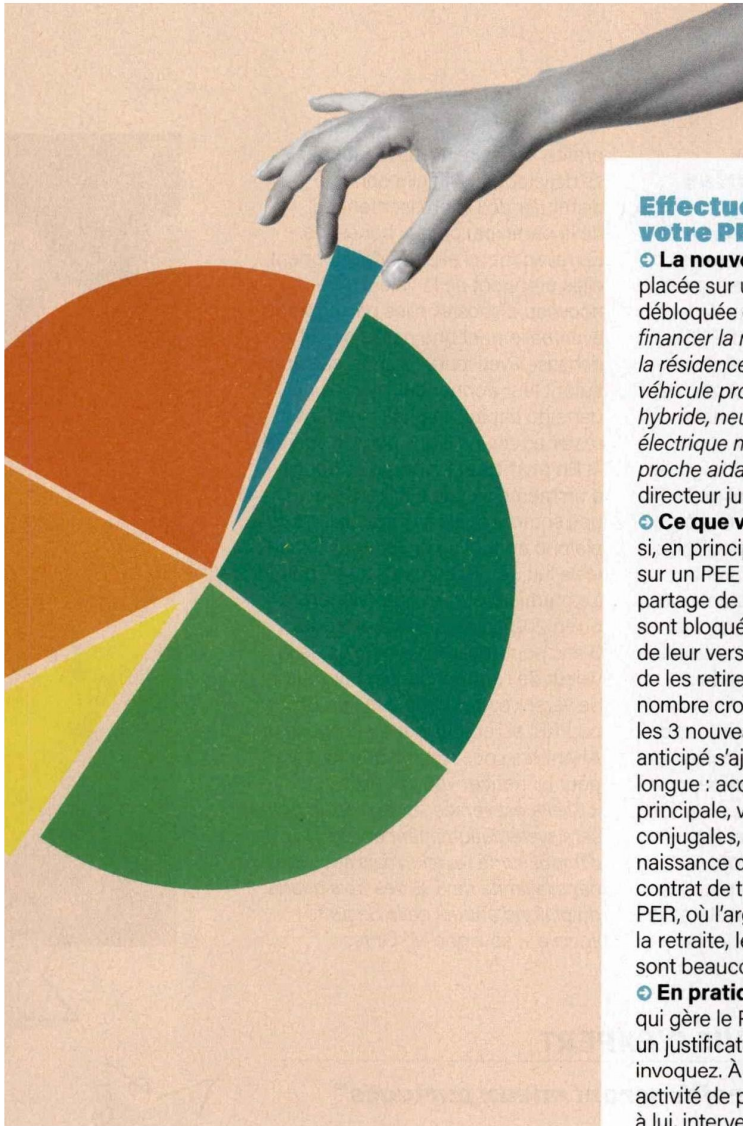 Effectue
votre PE
La nouve
placée sur u
débloquée
financer la r
la résidence
véhicule pro
hybride, neu
électrique n
proche aida
directeur ju
Ce que v
si, en princi
sur un PEE
partage de
sont bloqué
de leur vers
de les retire
nombre cro
les 3 nouve
anticipé s'aj
longue : acc
principale, v
conjugales,
naissance d
contrat de t
PER, où l'arg
la retraite, le
sont beauco
En pratic
qui gère le P
un justificat
invoquez. À
activité de p
à lui, interve